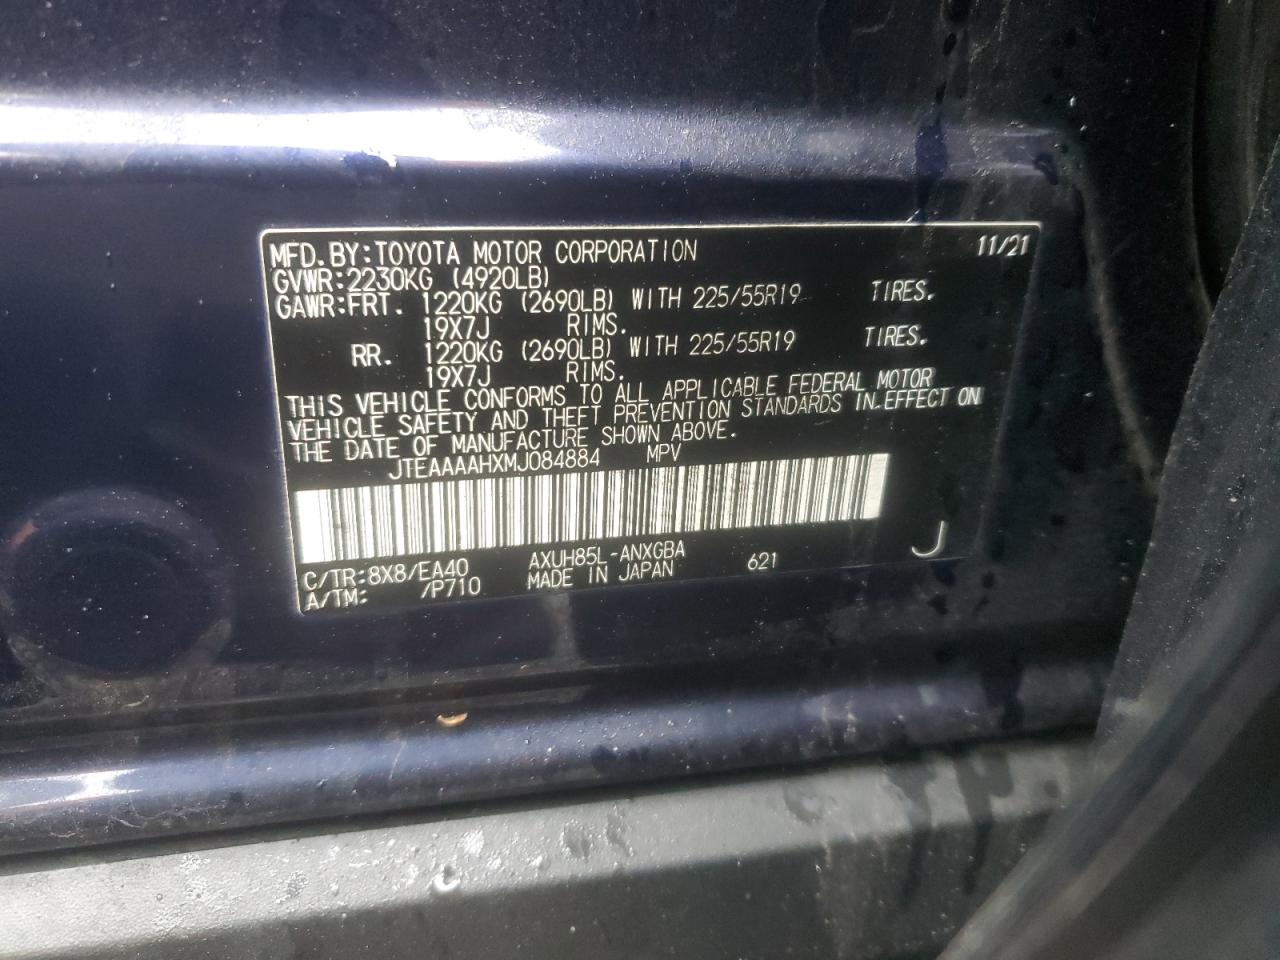 MFD.BY:TOYOTA MOTOR CORPORATION 11/21
GVWR:2230KG (4920LB)
GAWR:FRT. 1220KG (2690LB) WITH 225/55R19 TIRES.
19X7J RIMS.
RR. 1220KG (2690LB) WITH 225/55R19 TIRES.
19X7J RIMS.
THIS VEHICLE CONFORMS TO ALL APPLICABLE FEDERAL MOTOR
VEHICLE SAFETY AND THEFT PREVENTION STANDARDS IN EFFECT ON
THE DATE OF MANUFACTURE SHOWN ABOVE.
JTEAAAAHXMJ084884 MPV
C/TR:8X8/EA40 AXUH85L-ANXGBA 621 J
A/TM: /P710 MADE IN JAPAN